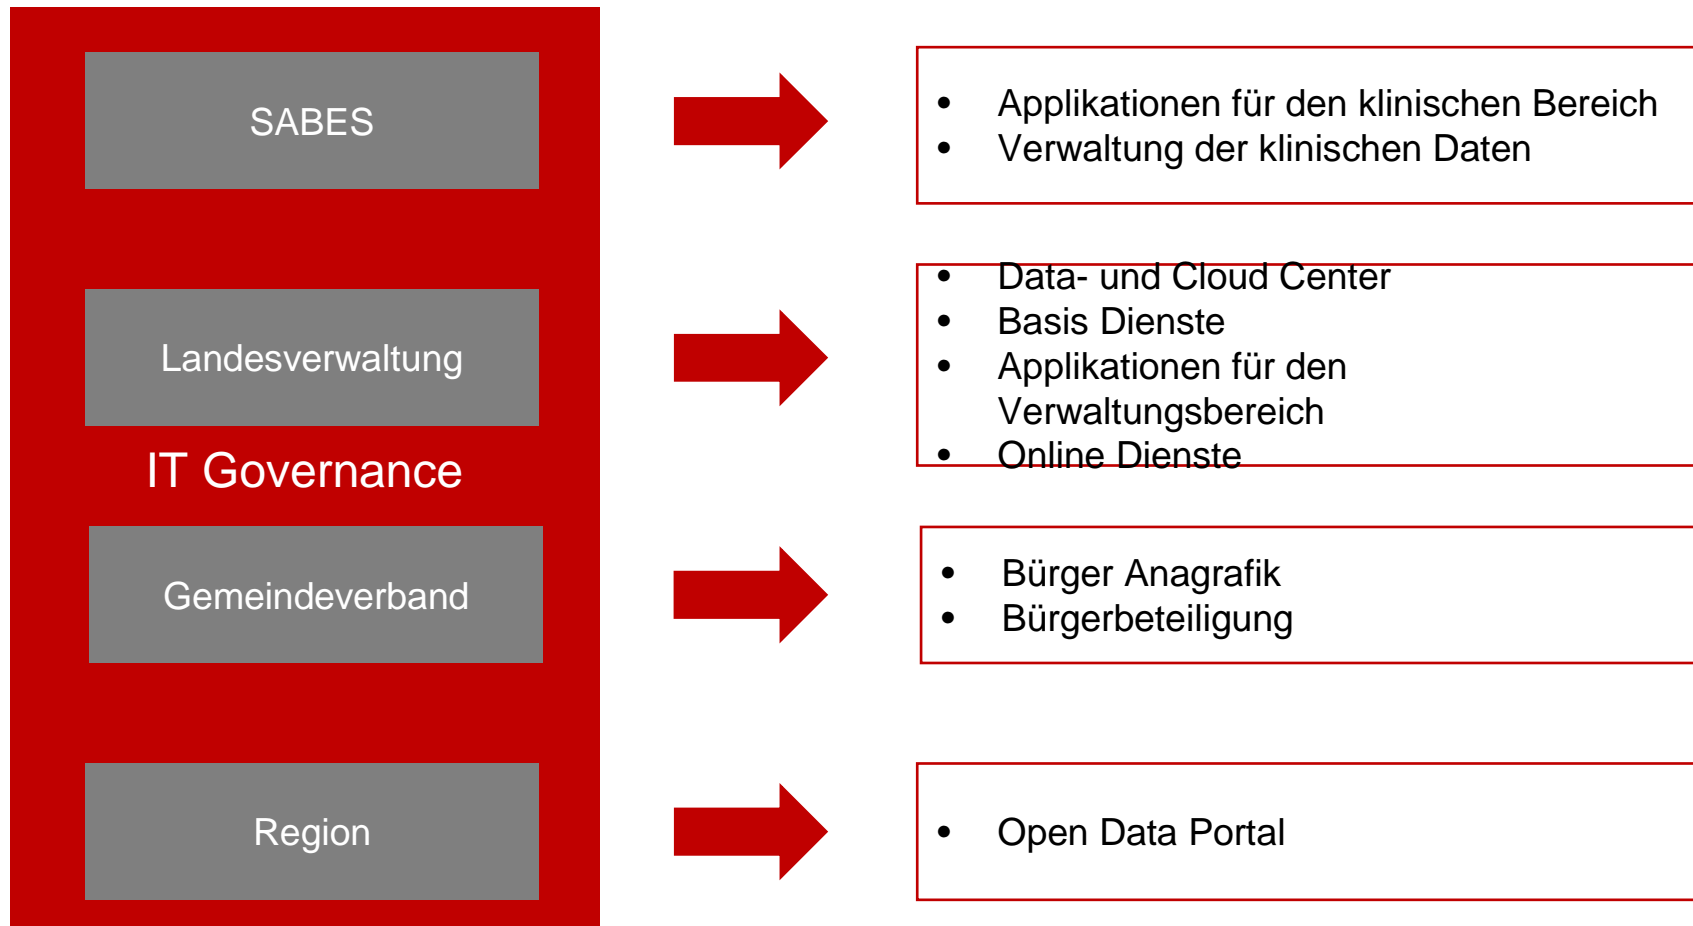 SABES
• Applikationen für den klinischen Bereich
• Verwaltung der klinischen Daten
Landesverwaltung
• Data- und Cloud Center
• Basis Dienste
• Applikationen für den
Verwaltungsbereich
• Online Dienste
IT Governance
Gemeindeverband
• Bürger Anagrafik
• Bürgerbeteiligung
Region
• Open Data Portal